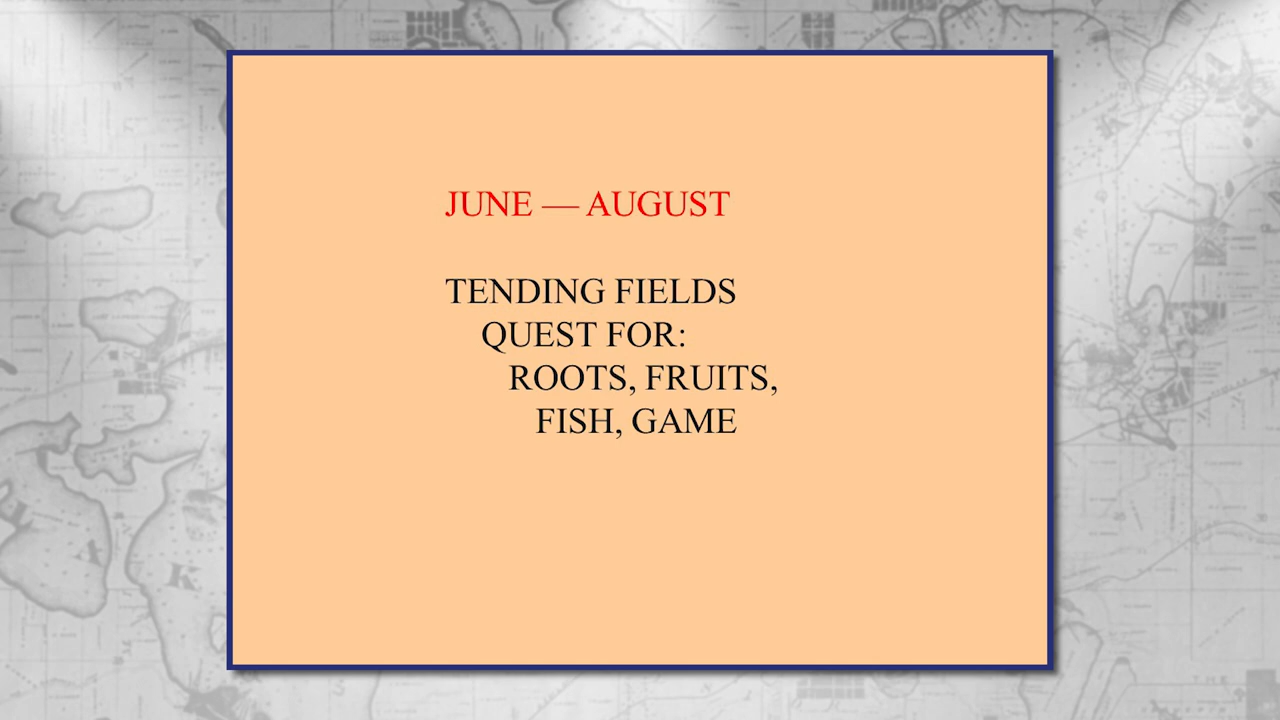 JUNE — AUGUST
TENDING FIELDS
QUEST FOR:
ROOTS, FRUITS,
FISH, GAME